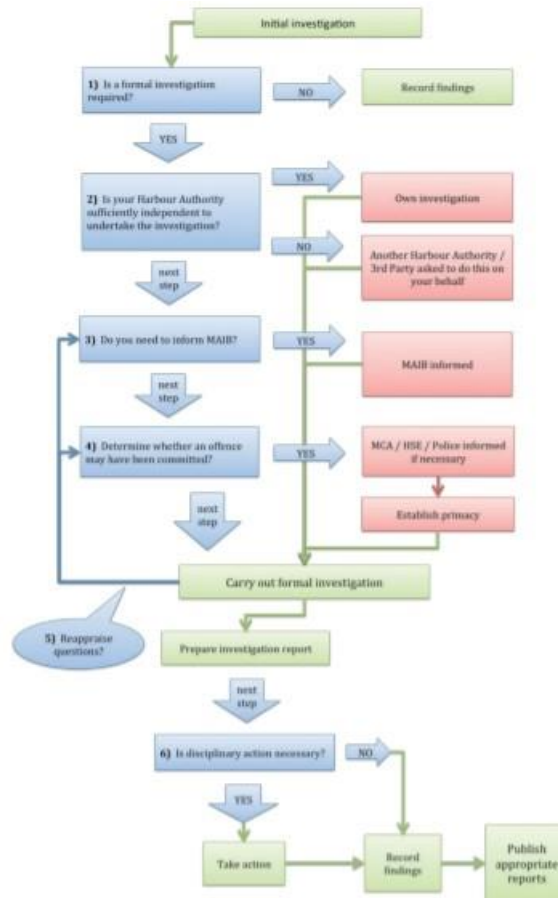 Initial investigation
1) Is a formal investigation
required?
NO
Record findings
YES
2) Is your Harbour Authority
sufficiently independent to
undertake the investigation?
YES
Own investigation
NO
Another Harbour Authority /
3rd Party asked to do this on
your behalf
next
step
3) Do you need to inform MAIB?
YES
MAIB informed
next
step
4) Determine whether an offence
may have been committed?
YES
MCA / HSE / Police informed
if necessary
next
step
Establish primacy
Carry out formal investigation
5) Reappraise
questions?
Prepare investigation report
next
step
6) Is disciplinary action necessary?
NO
YES
Take action
Record
findings
Publish
appropriate
reports